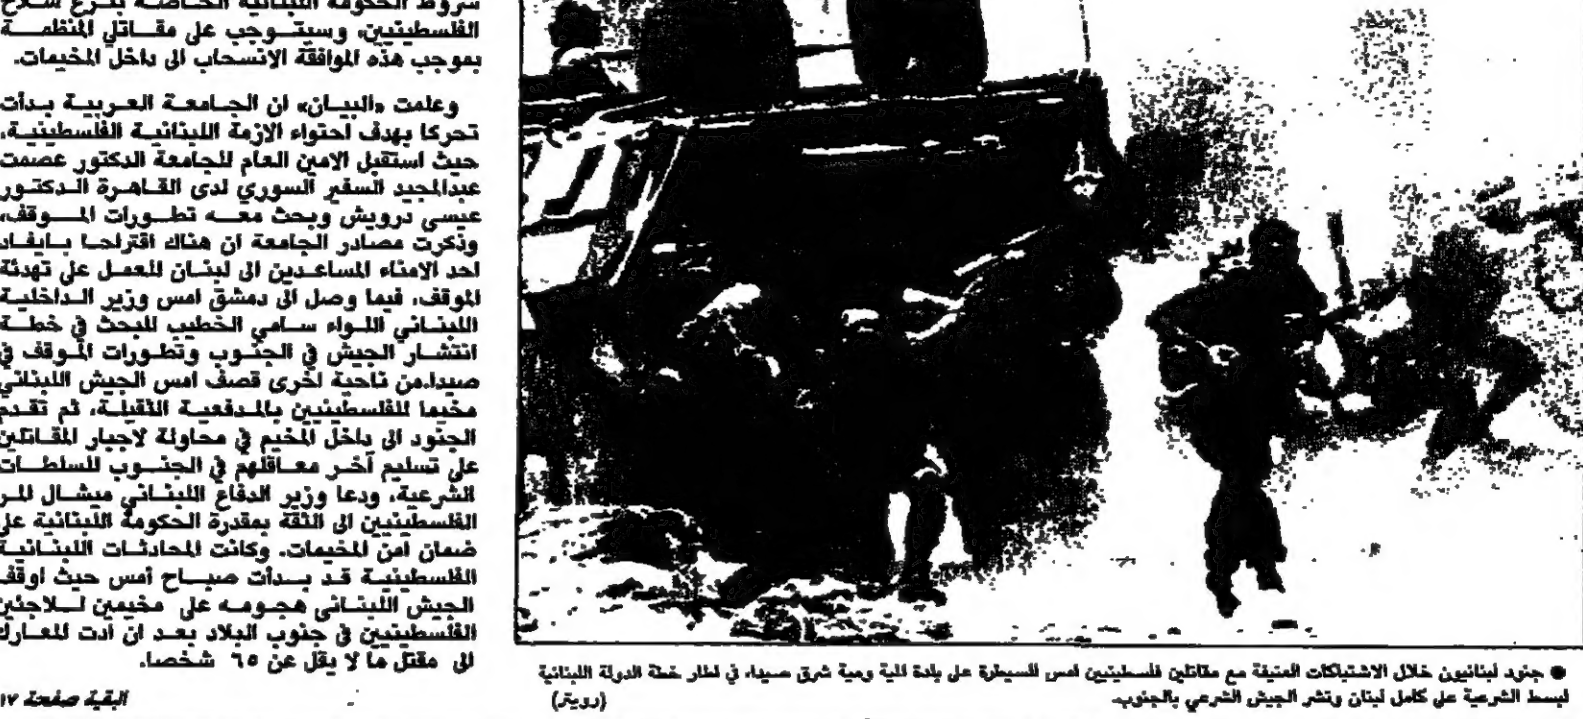 شروط الحكومة اللبنانية الخاصة بنزع سلاح
الفلسطينيين، وسيتوجب على مقاتلي المنظمة
بموجب هذه الموافقة الانسحاب الى داخل المخيمات.
وعلمت «البيان» ان الجامعة العربية بدأت
تحركا بهدف احتواء الازمة اللبنانية الفلسطينية،
حيث استقبل الامين العام للجامعة الدكتور عصمت
عبدالمجيد السفير السوري لدى القاهرة الدكتور
عيسى درويش وبحث معه تطورات الموقف،
وذكرت مصادر الجامعة ان هناك اقتراحا بايفاد
احد الامناء المساعدين الى لبنان للعمل على تهدئة
الموقف، فيما وصل الى دمشق امس وزير الداخلية
اللبناني اللواء سامي الخطيب للبحث في خطة
انتشار الجيش في الجنوب وتطورات الموقف في
صيدا.من ناحية اخرى قصف امس الجيش اللبناني
مخيما للفلسطينيين بالمدفعية الثقيلة، ثم تقدم
الجنود الى داخل المخيم في محاولة لاجبار المقاتلين
على تسليم آخر معاقلهم في الجنوب للسلطات
الشرعية، ودعا وزير الدفاع اللبناني ميشال المر
الفلسطينيين الى الثقة بمقدرة الحكومة اللبنانية على
ضمان امن المخيمات. وكانت المحادثات اللبنانية
الفلسطينية قد بدأت صباح أمس حيث اوقف
الجيش اللبناني هجومه على مخيمين للاجئين
الفلسطينيين في جنوب البلاد بعد ان ادت المعارك
الى مقتل ما لا يقل عن ٦٥ شخصا.
البقية صفحة ١٧
● جنود لبنانيون خلال الاشتباكات العنيفة مع مقاتلين فلسطينيين امس للسيطرة على بلدة المية ومية شرق صيدا، في اطار خطة الدولة اللبنانية
لبسط الشرعية على كامل لبنان ونشر الجيش الشرعي بالجنوب.
(رويتر)